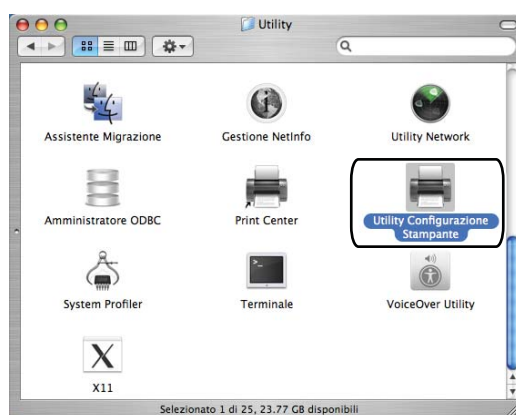 Utility
Assistente Migrazione
Gestione NetInfo
Utility Network
Amministratore ODBC
Print Center
Utility Configurazione
Stampante
System Profiler
Terminale
VoiceOver Utility
X11
Selezionato 1 di 25, 23.77 GB disponibili